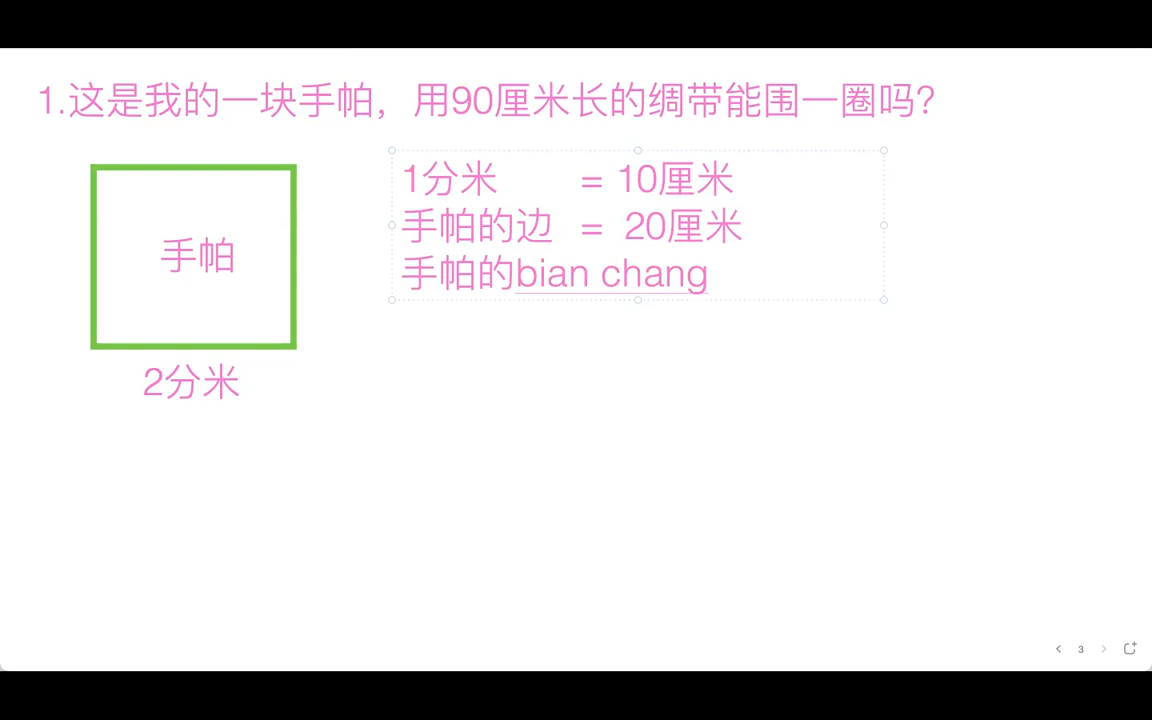 1.这是我的一块手帕，用90厘米长的绸带能围一圈吗？
手帕
2分米
1分米 = 10厘米
手帕的边 = 20厘米
手帕的bian chang
3